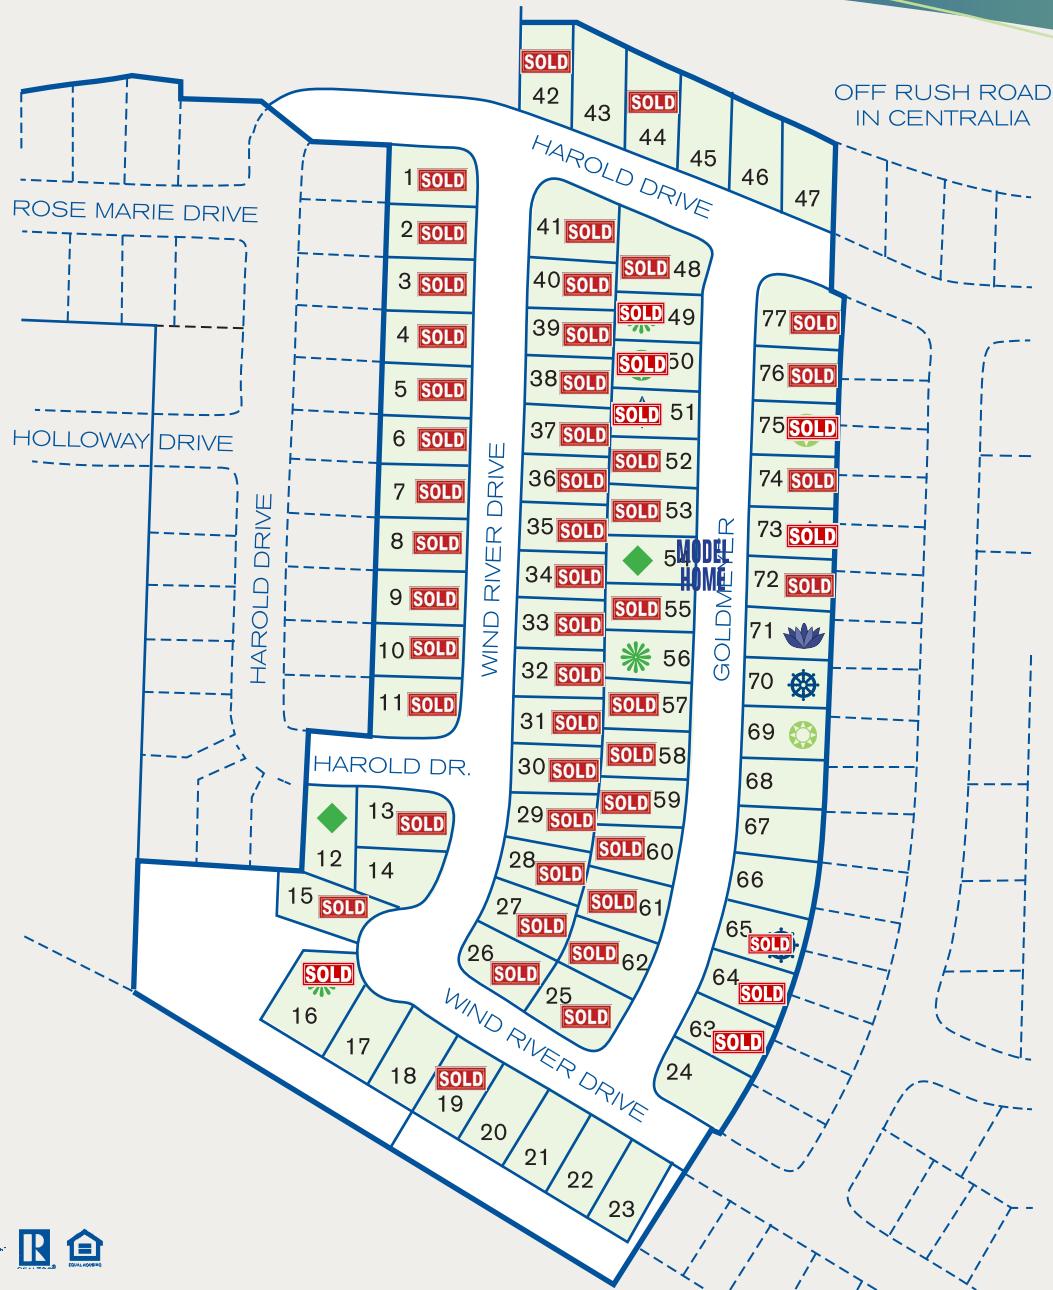 OFF RUSH ROAD
IN CENTRALIA
SOLD
42
43
SOLD
44
45
46
47
HAROLD DRIVE
ROSE MARIE DRIVE
HOLLOWAY DRIVE
HAROLD DRIVE
1 SOLD
2 SOLD
3 SOLD
4 SOLD
5 SOLD
6 SOLD
7 SOLD
8 SOLD
9 SOLD
10 SOLD
11 SOLD
WIND RIVER DRIVE
41 SOLD
40 SOLD
39 SOLD
38 SOLD
37 SOLD
36 SOLD
35 SOLD
34 SOLD
33 SOLD
32 SOLD
31 SOLD
30 SOLD
29 SOLD
28 SOLD
27 SOLD
26 SOLD
25 SOLD
SOLD 48
SOLD 49
SOLD 50
SOLD 51
SOLD 52
SOLD 53
MODEL
HOME
SOLD 55
56
SOLD 57
SOLD 58
SOLD 59
SOLD 60
SOLD 61
SOLD 62
77 SOLD
76 SOLD
75 SOLD
74 SOLD
73 SOLD
72 SOLD
71
70
69
68
67
66
65 SOLD
64 SOLD
63 SOLD
24
HAROLD DR.
12
13 SOLD
14
15 SOLD
SOLD
16
17
18
SOLD
19
20
21
22
23
WIND RIVER DRIVE
R
EQUAL HOUSING